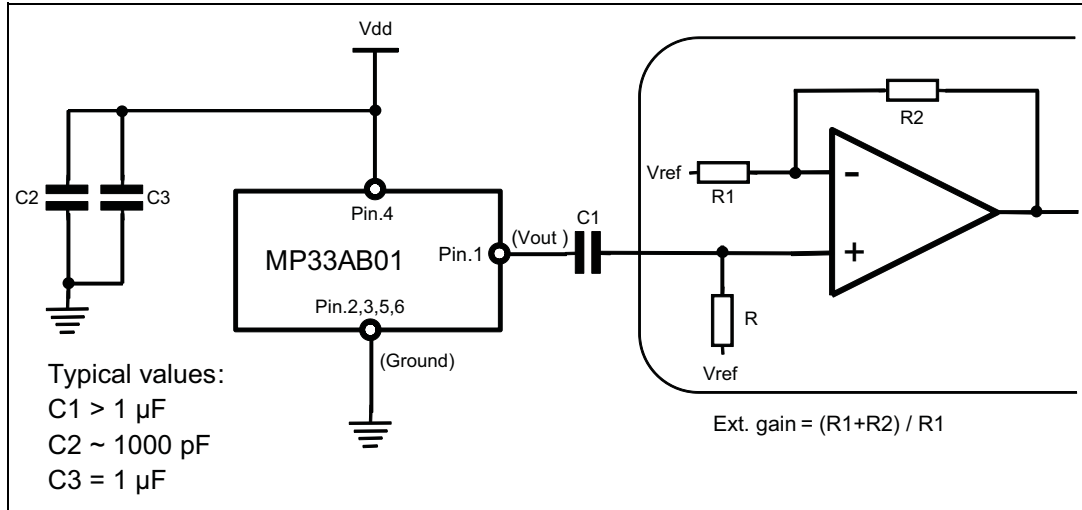 Vdd
C2
C3
Pin.4
MP33AB01
Pin.1
Pin.2,3,5,6
(Ground)
(Vout )
C1
Vref
R1
R2
-
+
R
Vref
Ext. gain = (R1+R2) / R1
Typical values:
C1 > 1 µF
C2 ~ 1000 pF
C3 = 1 µF